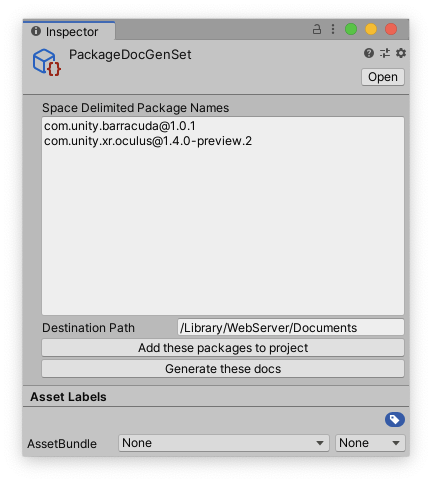 Inspector
PackageDocGenSet
Open
Space Delimited Package Names
com.unity.barracuda@1.0.1
com.unity.xr.oculus@1.4.0-preview.2
Destination Path /Library/WebServer/Documents
Add these packages to project
Generate these docs
Asset Labels
AssetBundle None None